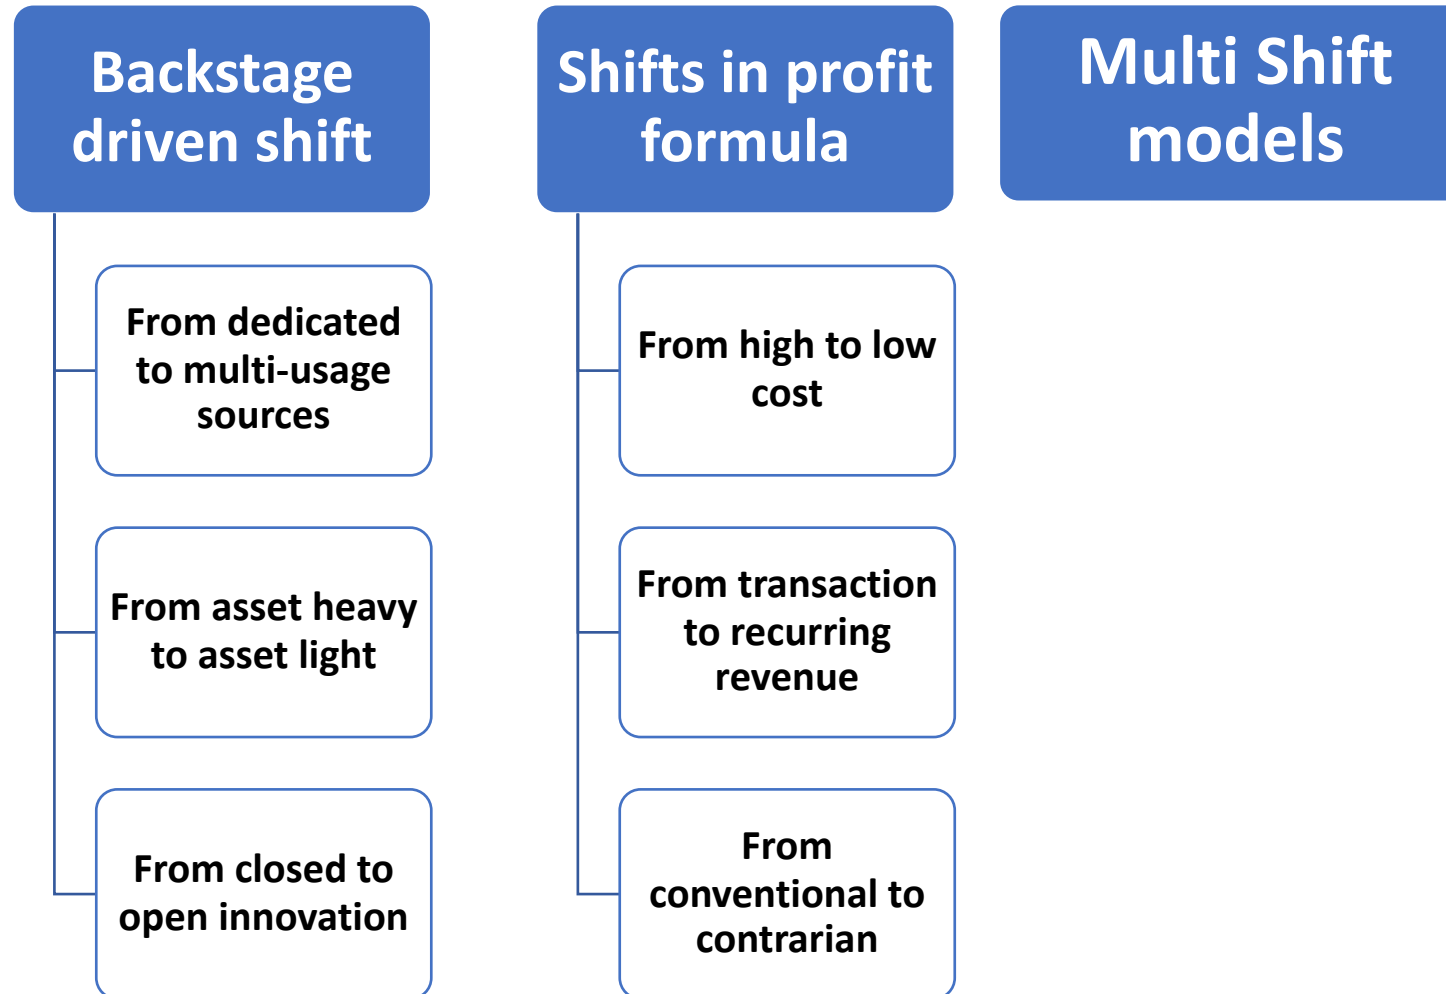 Backstage
driven shift
From dedicated
to multi-usage
sources
From asset heavy
to asset light
From closed to
open innovation
Shifts in profit
formula
From high to low
cost
From transaction
to recurring
revenue
From
conventional to
contrarian
Multi Shift
models